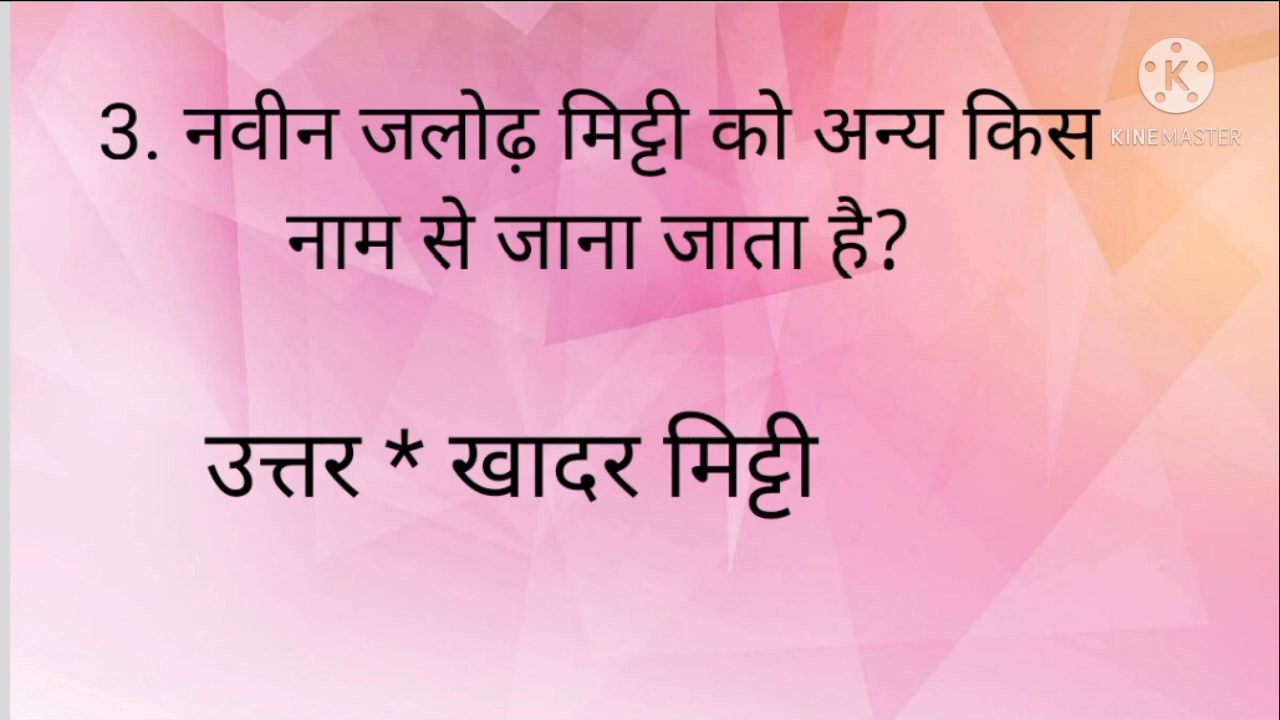 3. नवीन जलोढ़ मिट्टी को अन्य किस
नाम से जाना जाता है?
उत्तर * खादर मिट्टी
K
KINEMASTER